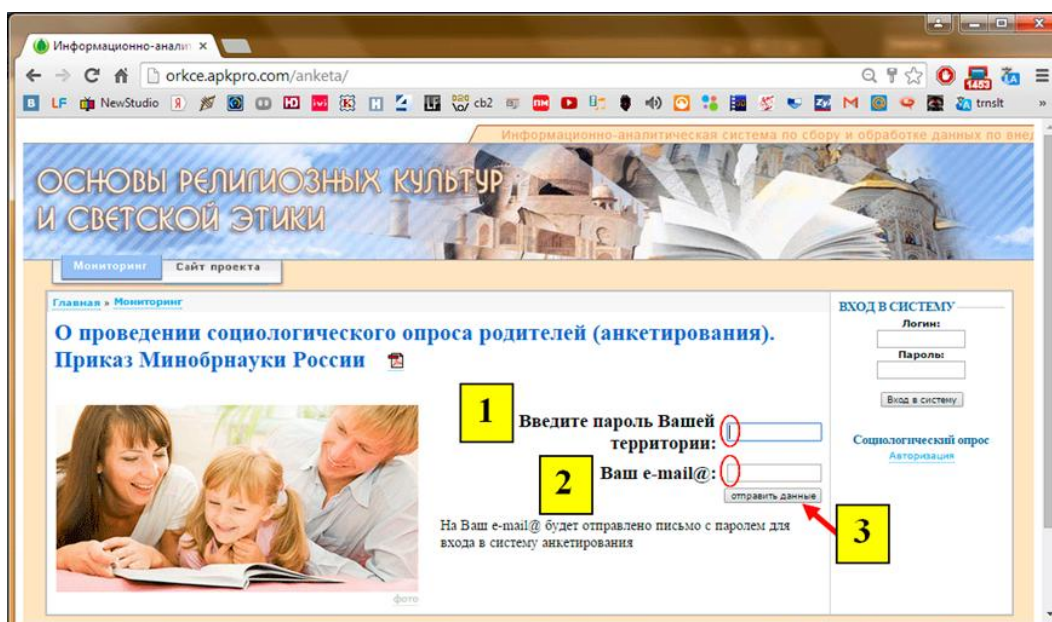 Информационно-анали
orkce.apkpro.com/anketa/
1453
LF NewStudio cb2 trnslt »
Информационно-аналитическая система по сбору и обработке данных по внед
ОСНОВЫ РЕЛИГИОЗНЫХ КУЛЬТУР
И СВЕТСКОЙ ЭТИКИ
Мониторинг Сайт проекта
Главная » Мониторинг
О проведении социологического опроса родителей (анкетирования).
Приказ Минобрнауки России
1
Введите пароль Вашей
территории:
2
Ваш e-mail@:
отправить данные
3
На Ваш e-mail@ будет отправлено письмо с паролем для
входа в систему анкетирования
фото
ВХОД В СИСТЕМУ
Логин:
Пароль:
Вход в систему
Социологический опрос
Авторизация